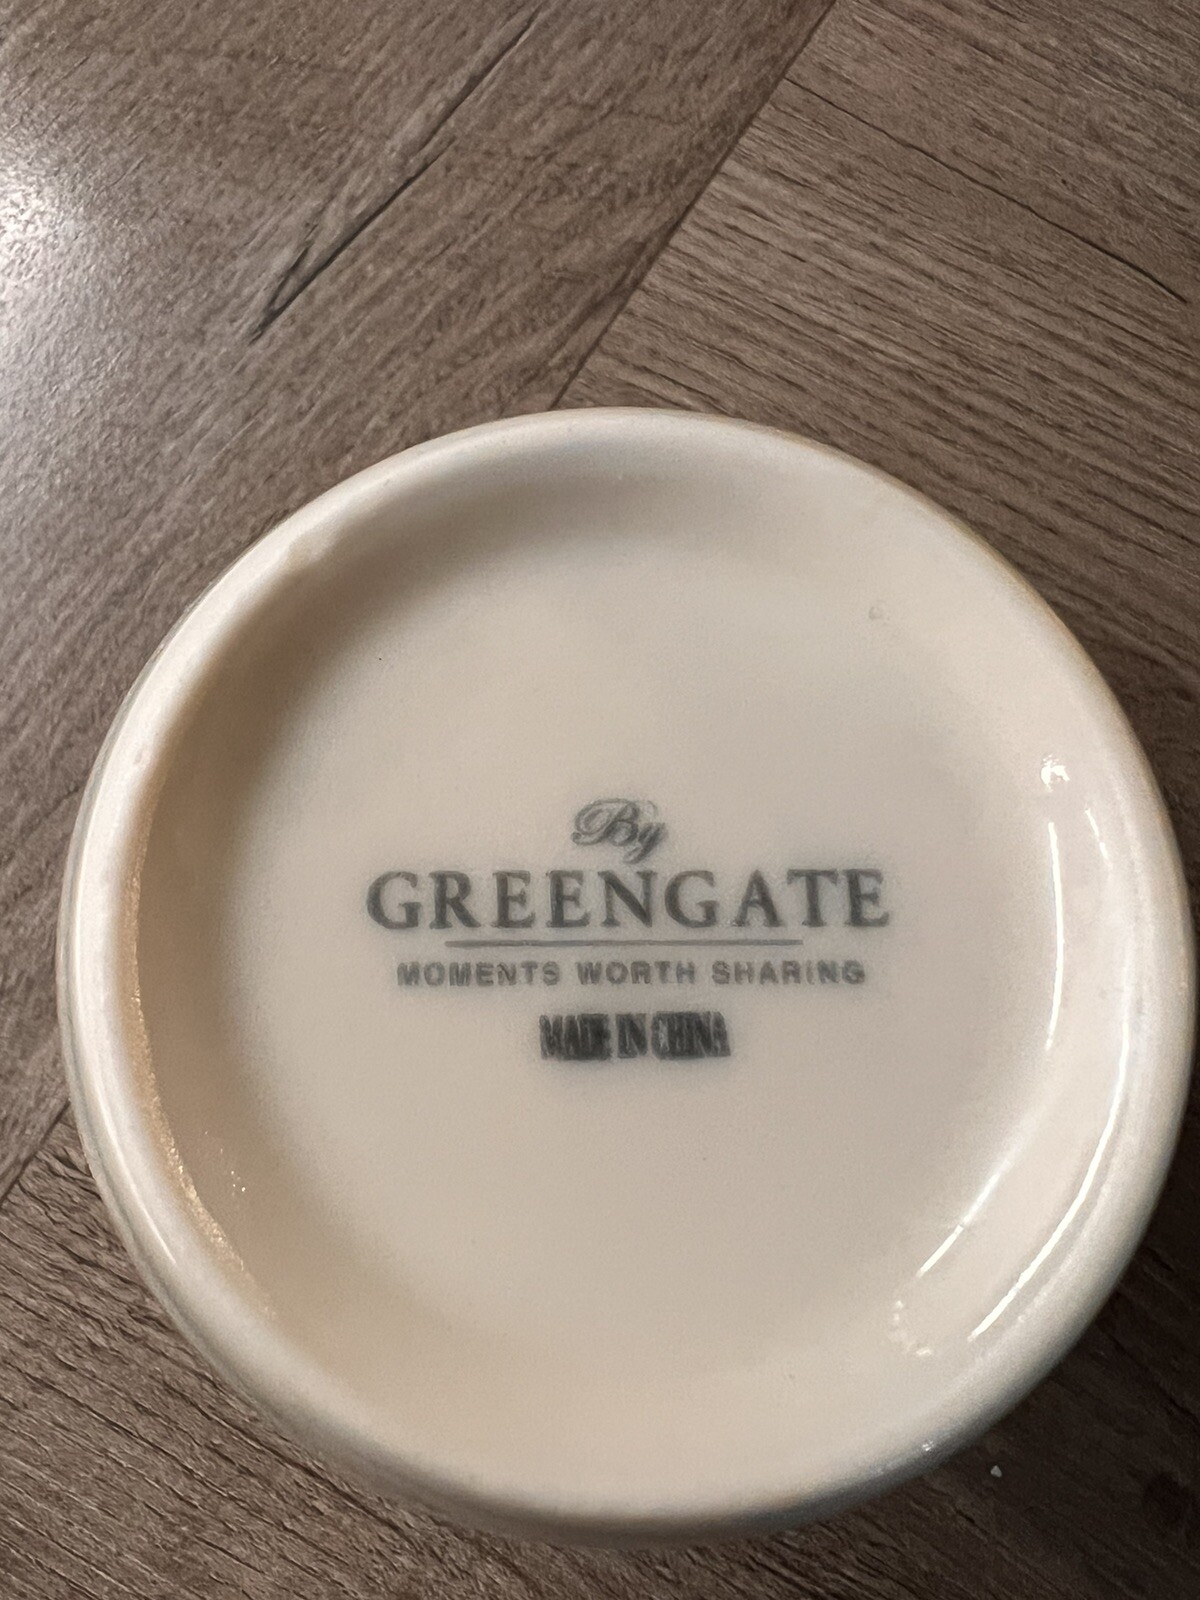 By
GREENGATE
MOMENTS WORTH SHARING
MADE IN CHINA